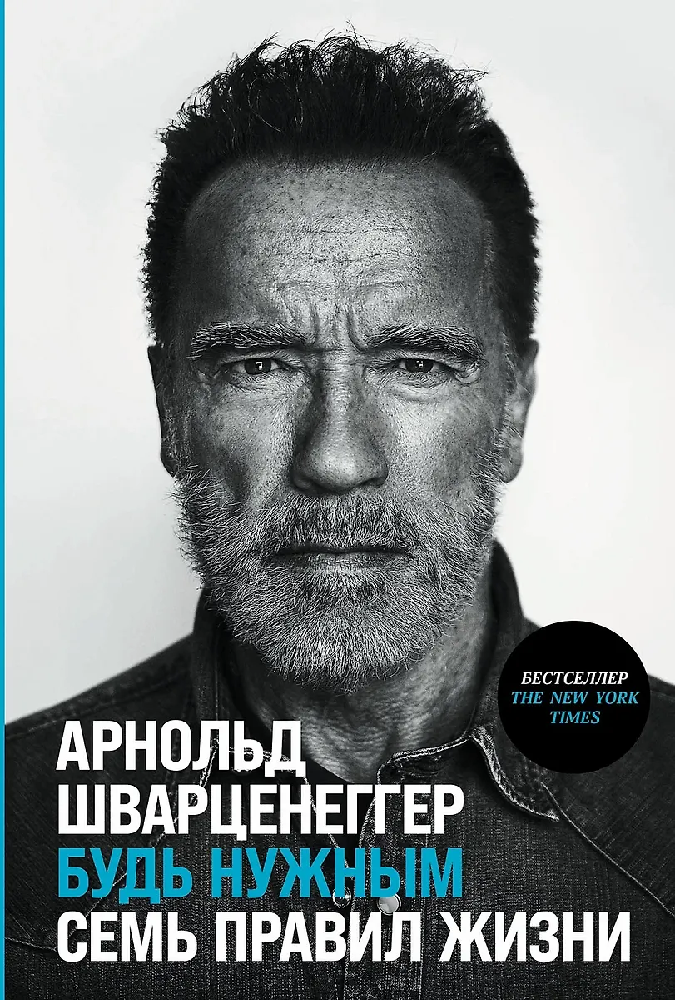 БЕСТСЕЛЛЕР
THE NEW YORK
TIMES
АРНОЛЬД
ШВАРЦЕНЕГГЕР
БУДЬ НУЖНЫМ
СЕМЬ ПРАВИЛ ЖИЗНИ